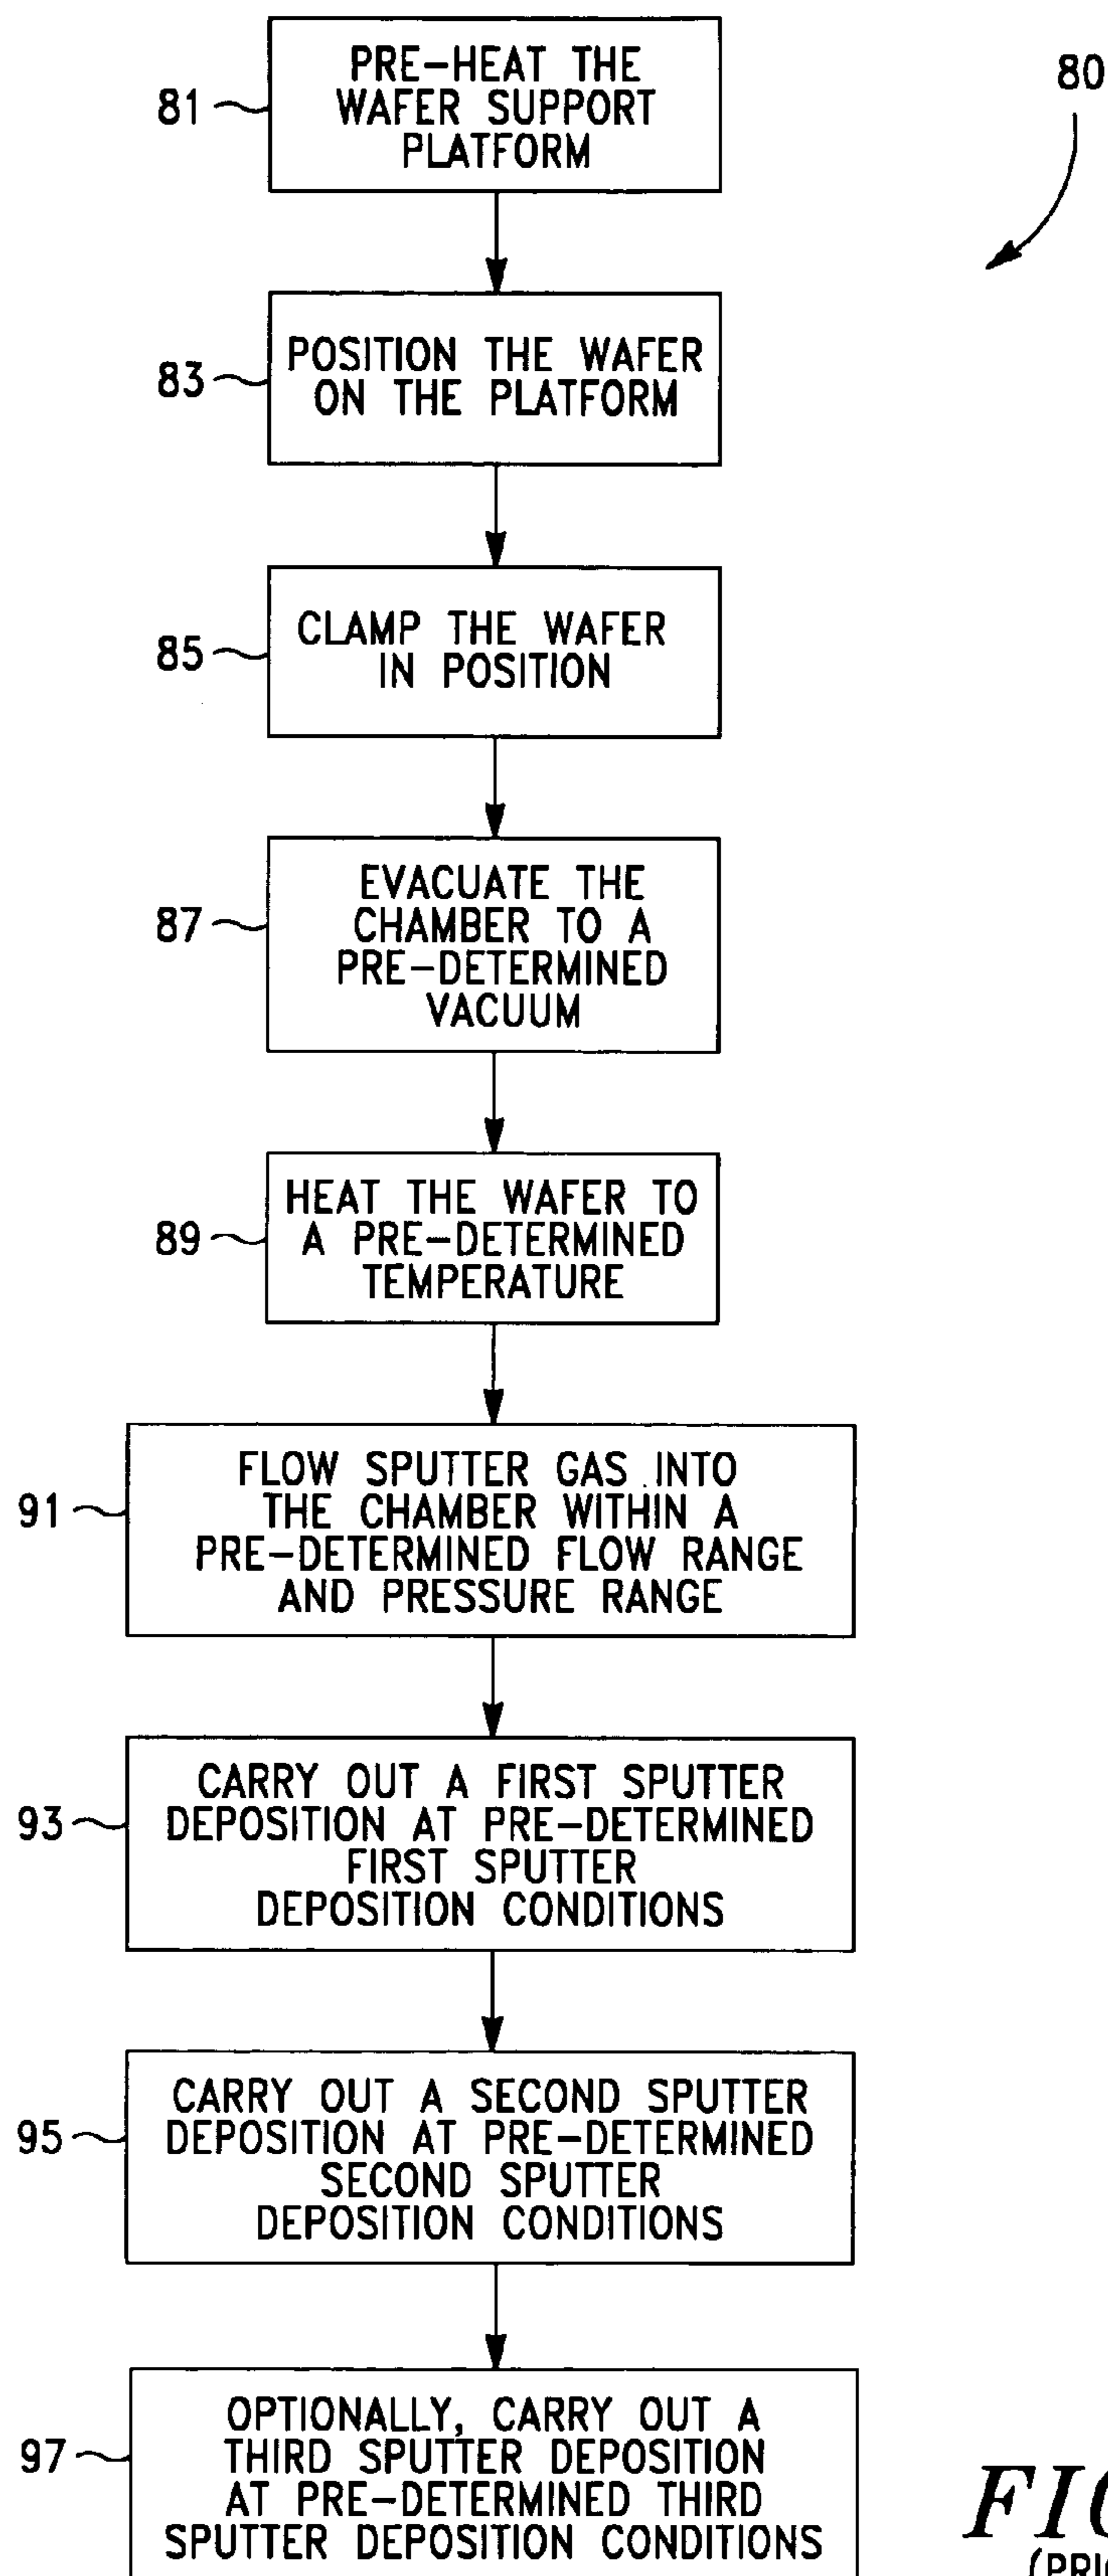 80
81
PRE-HEAT THE
WAFER SUPPORT
PLATFORM
83
POSITION THE WAFER
ON THE PLATFORM
85
CLAMP THE WAFER
IN POSITION
87
EVACUATE THE
CHAMBER TO A
PRE-DETERMINED
VACUUM
89
HEAT THE WAFER TO
A PRE-DETERMINED
TEMPERATURE
91
FLOW SPUTTER GAS INTO
THE CHAMBER WITHIN A
PRE-DETERMINED FLOW RANGE
AND PRESSURE RANGE
93
CARRY OUT A FIRST SPUTTER
DEPOSITION AT PRE-DETERMINED
FIRST SPUTTER
DEPOSITION CONDITIONS
95
CARRY OUT A SECOND SPUTTER
DEPOSITION AT PRE-DETERMINED
SECOND SPUTTER
DEPOSITION CONDITIONS
97
OPTIONALLY, CARRY OUT A
THIRD SPUTTER DEPOSITION
AT PRE-DETERMINED THIRD
SPUTTER DEPOSITION CONDITIONS